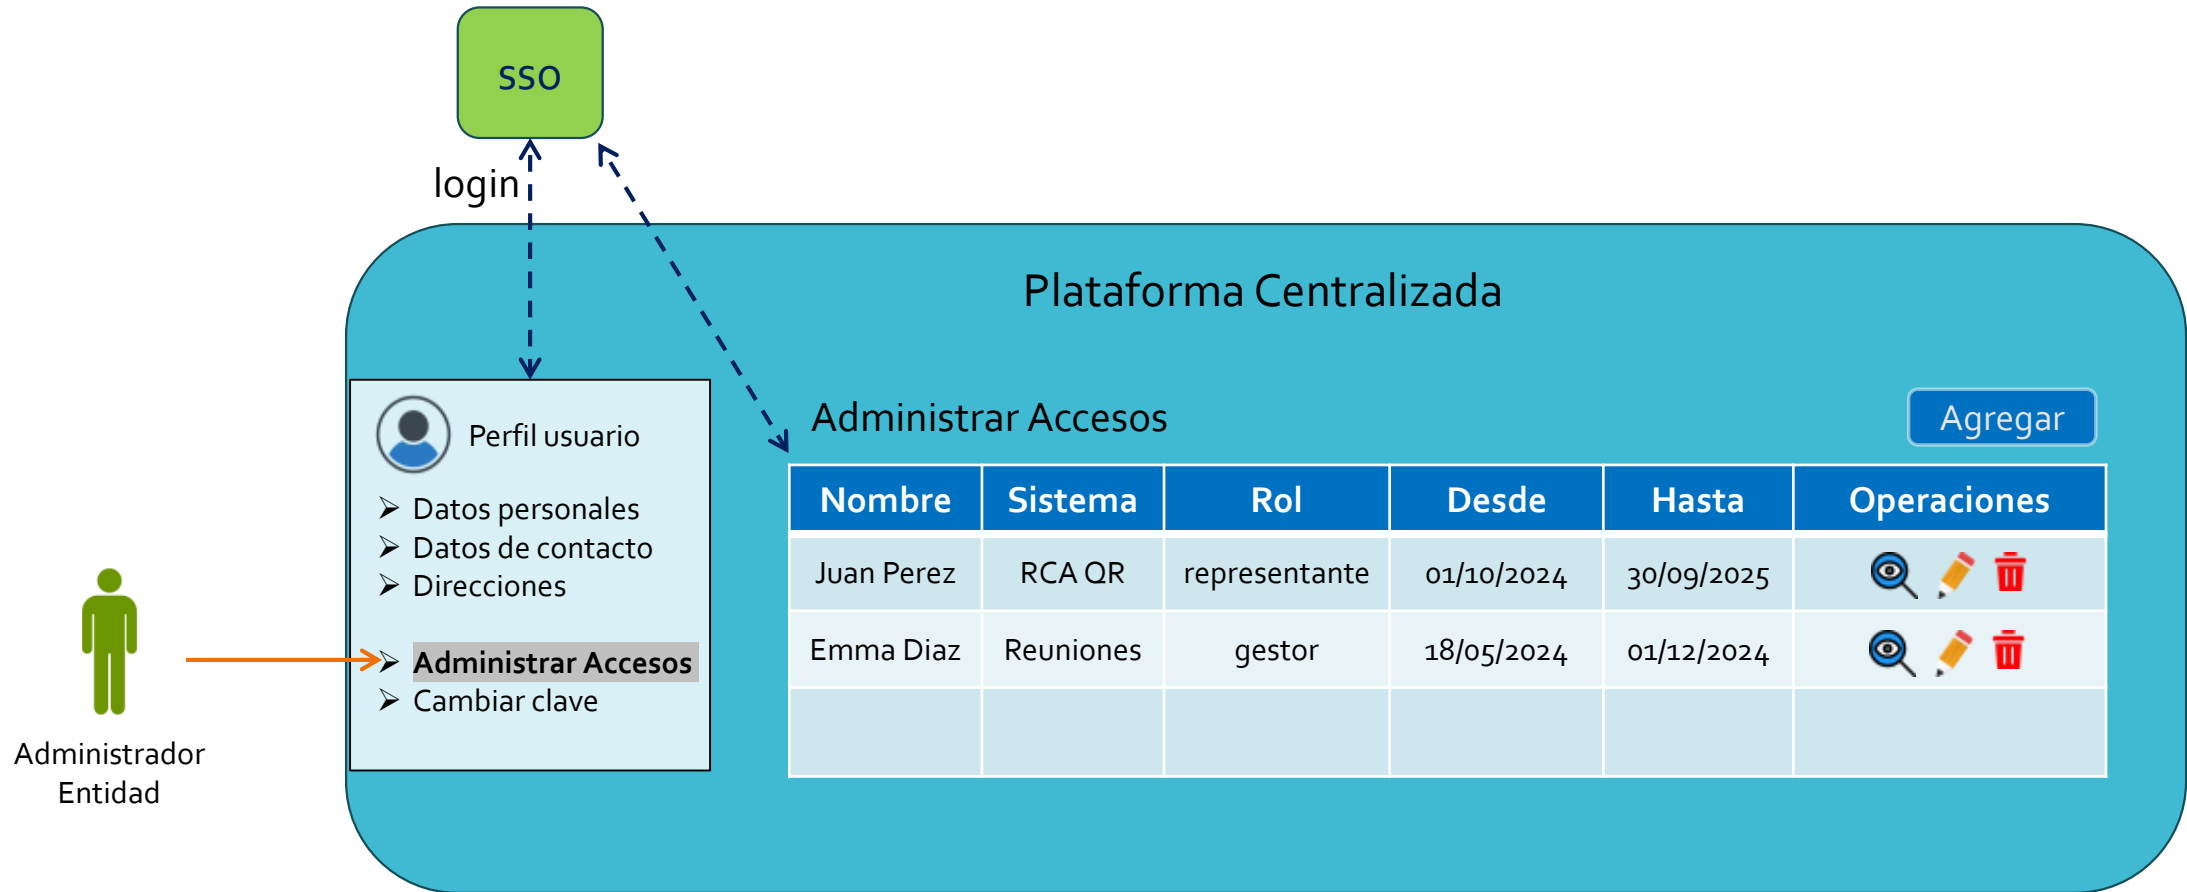 sso
login
Plataforma Centralizada
Perfil usuario
Datos personales
Datos de contacto
Direcciones
Administrar Accesos
Cambiar clave
Administrador
Entidad
Administrar Accesos
Agregar
Nombre Sistema Rol Desde Hasta Operaciones
Juan Perez RCA QR representante 01/10/2024 30/09/2025
Emma Diaz Reuniones gestor 18/05/2024 01/12/2024